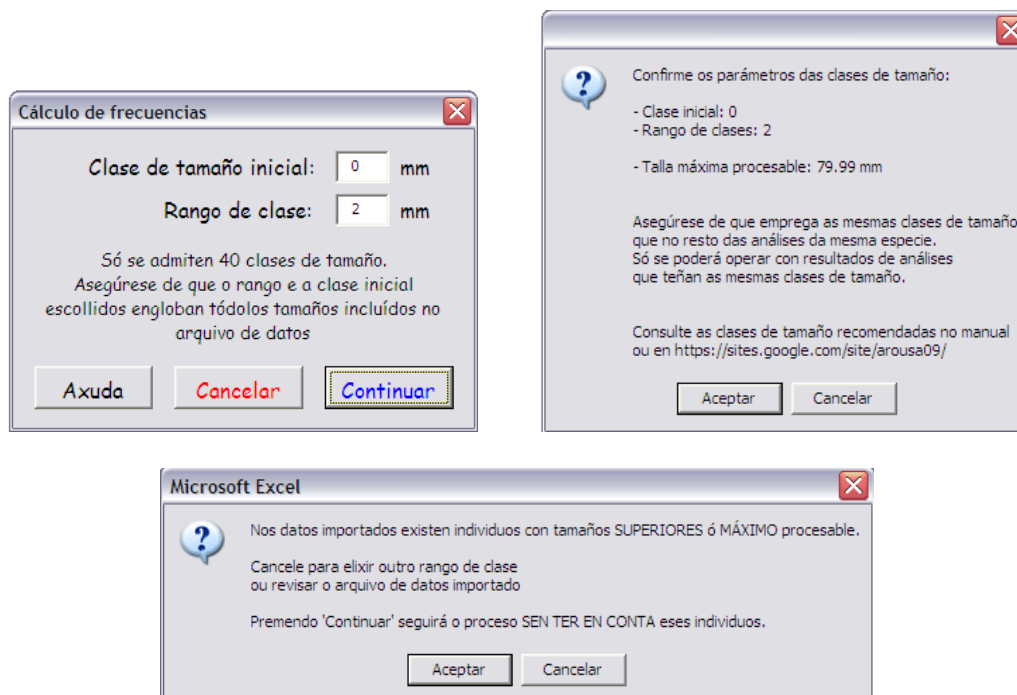 Cálculo de frecuencias
Clase de tamaño inicial: 0 mm
Rango de clase: 2 mm
Só se admiten 40 clases de tamaño.
Asegúrese de que o rango e a clase inicial
escollidos engloban tódolos tamaños incluídos no
arquivo de datos
Axuda Cancelar Continuar
Confirme os parámetros das clases de tamaño:
- Clase inicial: 0
- Rango de clases: 2
- Talla máxima procesable: 79.99 mm
Asegúrese de que emprega as mesmas clases de tamaño
que no resto das análises da mesma especie.
Só se poderá operar con resultados de análises
que teñan as mesmas clases de tamaño.
Consulte as clases de tamaño recomendadas no manual
ou en https://sites.google.com/site/arousa09/
Aceptar Cancelar
Microsoft Excel
Nos datos importados existen individuos con tamaños SUPERIORES ó MÁXIMO procesable.
Cancele para elixir outro rango de clase
ou revisar o arquivo de datos importado
Premendo 'Continuar' seguirá o proceso SEN TER EN CONTA eses individuos.
Aceptar Cancelar